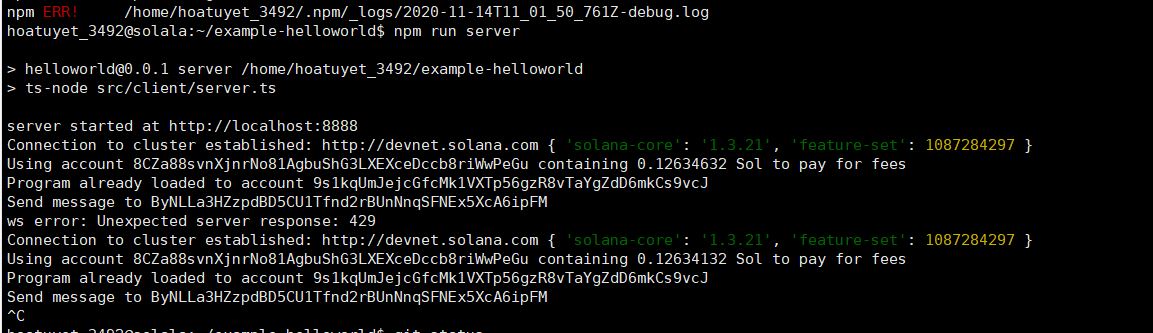 npm ERR!     /home/hoatuyet_3492/.npm/_logs/2020-11-14T11_01_50_761Z-debug.log
hoatuyet_3492@solala:~/example-helloworld$ npm run server
> helloworld@0.0.1 server /home/hoatuyet_3492/example-helloworld
> ts-node src/client/server.ts
server started at http://localhost:8888
Connection to cluster established: http://devnet.solana.com { 'solana-core': '1.3.21', 'feature-set': 1087284297 }
Using account 8CZa88svnXjnrNo81AgbuShG3LXEXceDccb8riWwPeGu containing 0.12634632 Sol to pay for fees
Program already loaded to account 9s1kqUmJejcGfcMk1VXTp56gzR8vTaYgZdD6mkCs9vcJ
Send message to ByNLLa3HZzpdBD5CU1Tfnd2rBUnNnqSFNEx5XcA6ipFM
ws error: Unexpected server response: 429
Connection to cluster established: http://devnet.solana.com { 'solana-core': '1.3.21', 'feature-set': 1087284297 }
Using account 8CZa88svnXjnrNo81AgbuShG3LXEXceDccb8riWwPeGu containing 0.12634132 Sol to pay for fees
Program already loaded to account 9s1kqUmJejcGfcMk1VXTp56gzR8vTaYgZdD6mkCs9vcJ
Send message to ByNLLa3HZzpdBD5CU1Tfnd2rBUnNnqSFNEx5XcA6ipFM
^C
hoatuyet_3492@solala:~/example-helloworld$ git status